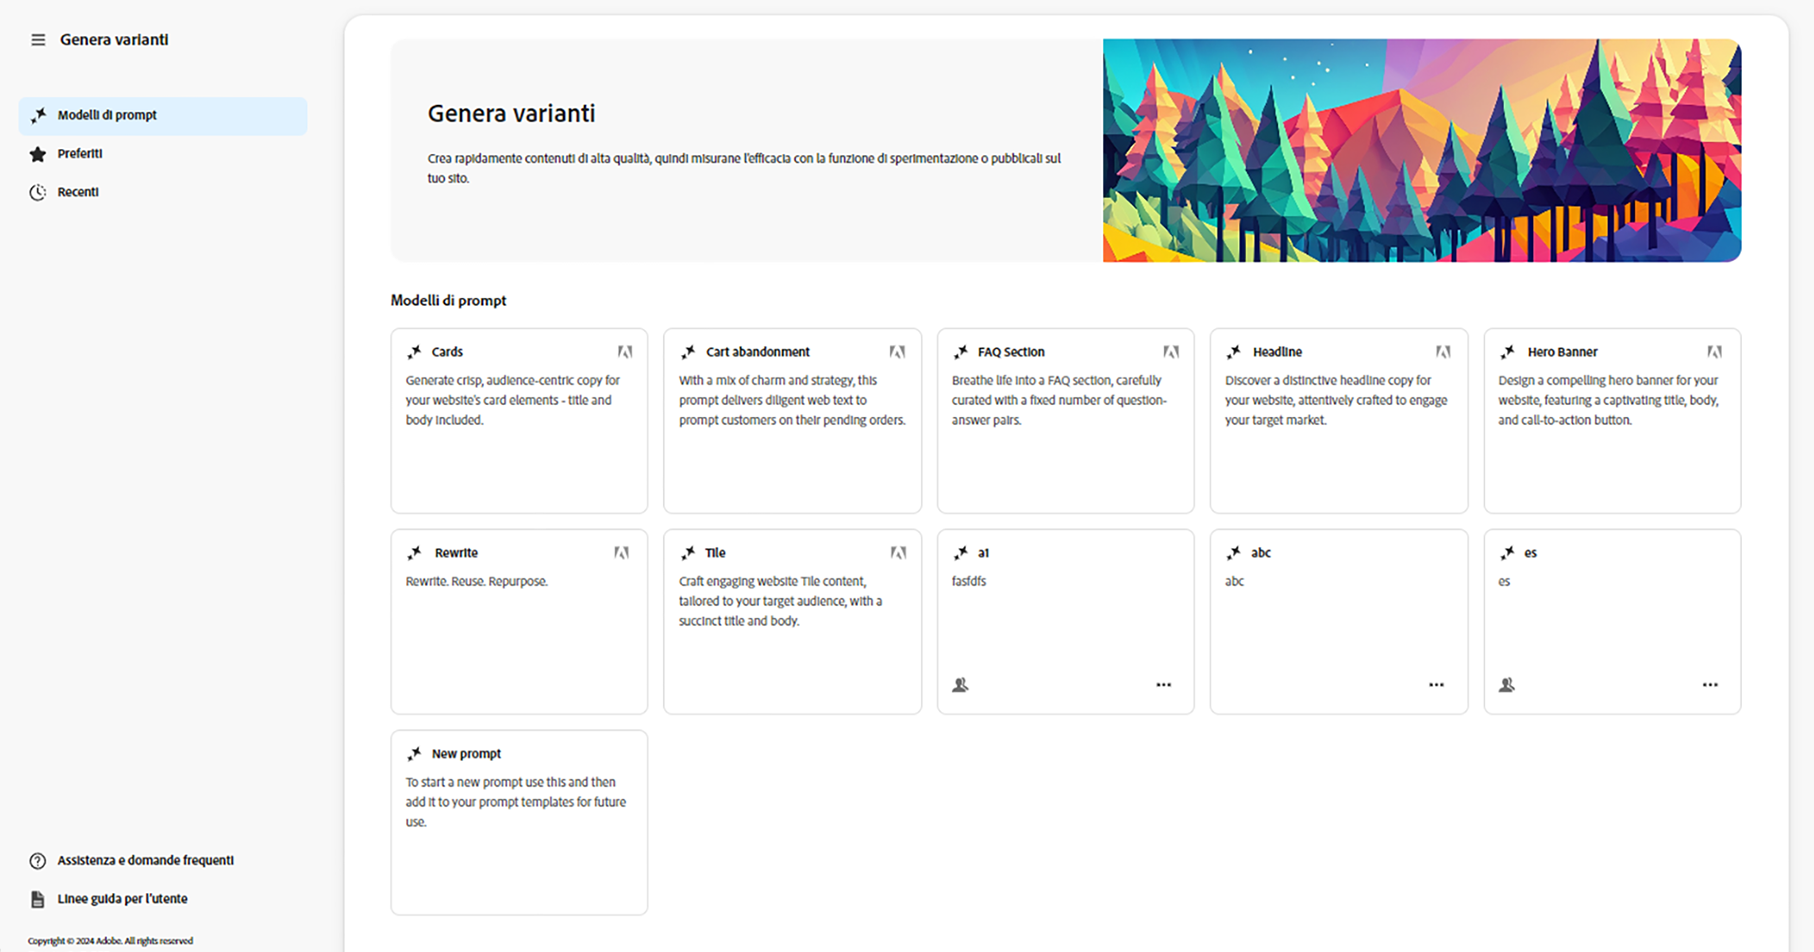 Genera varianti
Modelli di prompt
Preferiti
Recenti
Assistenza e domande frequenti
Linee guida per l'utente
Copyright © 2024 Adobe. All rights reserved
Genera varianti
Crea rapidamente contenuti di alta qualità, quindi misurane l'efficacia con la funzione di sperimentazione o pubblicali sul
tuo sito.
Modelli di prompt
Cards
Generate crisp, audience-centric copy for
your website's card elements - title and
body included.
Cart abandonment
With a mix of charm and strategy, this
prompt delivers diligent web text to
prompt customers on their pending orders.
FAQ Section
Breathe life into a FAQ section, carefully
curated with a fixed number of question-
answer pairs.
Headline
Discover a distinctive headline copy for
your website, attentively crafted to engage
your target market.
Hero Banner
Design a compelling hero banner for your
website, featuring a captivating title, body,
and call-to-action button.
Rewrite
Rewrite. Reuse. Repurpose.
Tile
Craft engaging website Tile content,
tailored to your target audience, with a
succinct title and body.
a1
fasfdfs
abc
abc
es
es
New prompt
To start a new prompt use this and then
add it to your prompt templates for future
use.